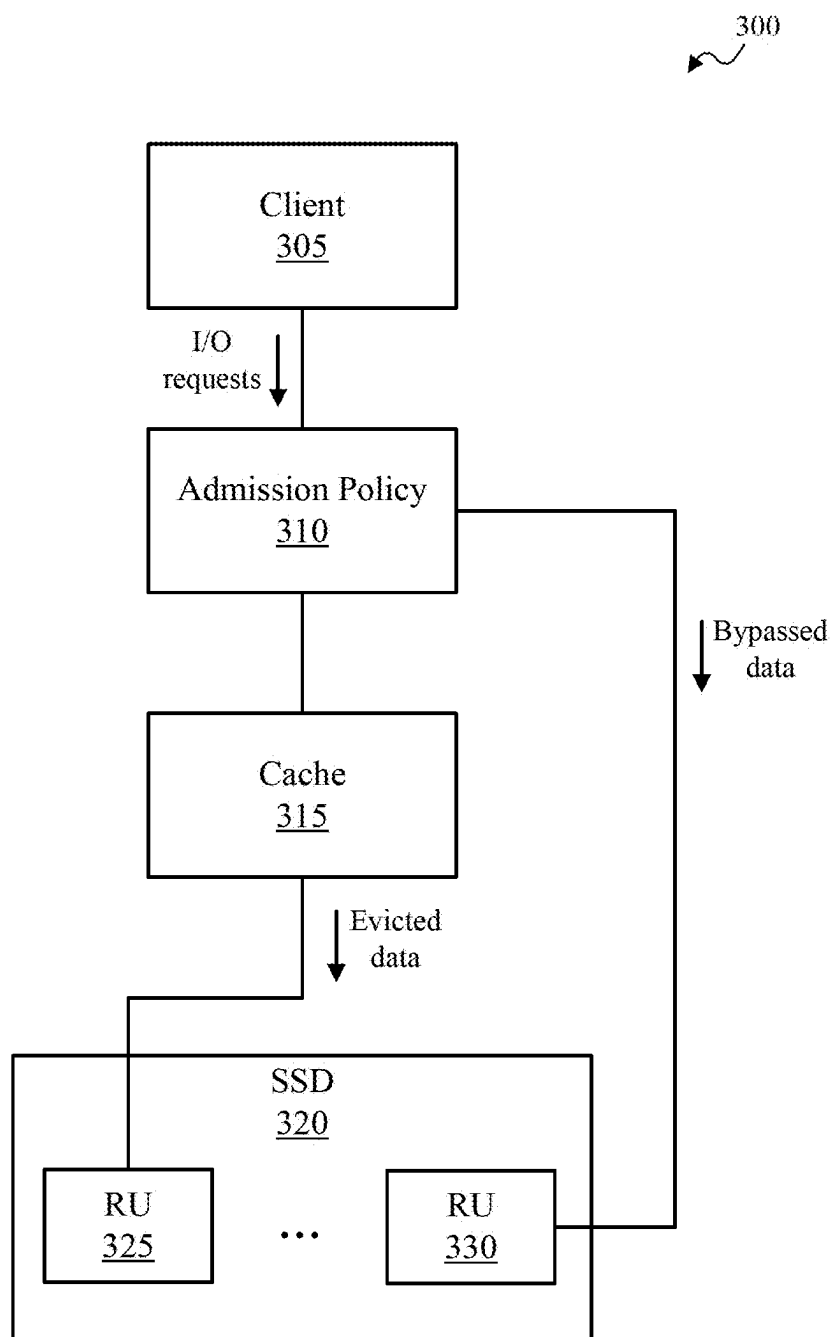 300
Client
305
I/O
requests
Admission Policy
310
Bypassed
data
Cache
315
Evicted
data
SSD
320
RU
325
...
RU
330